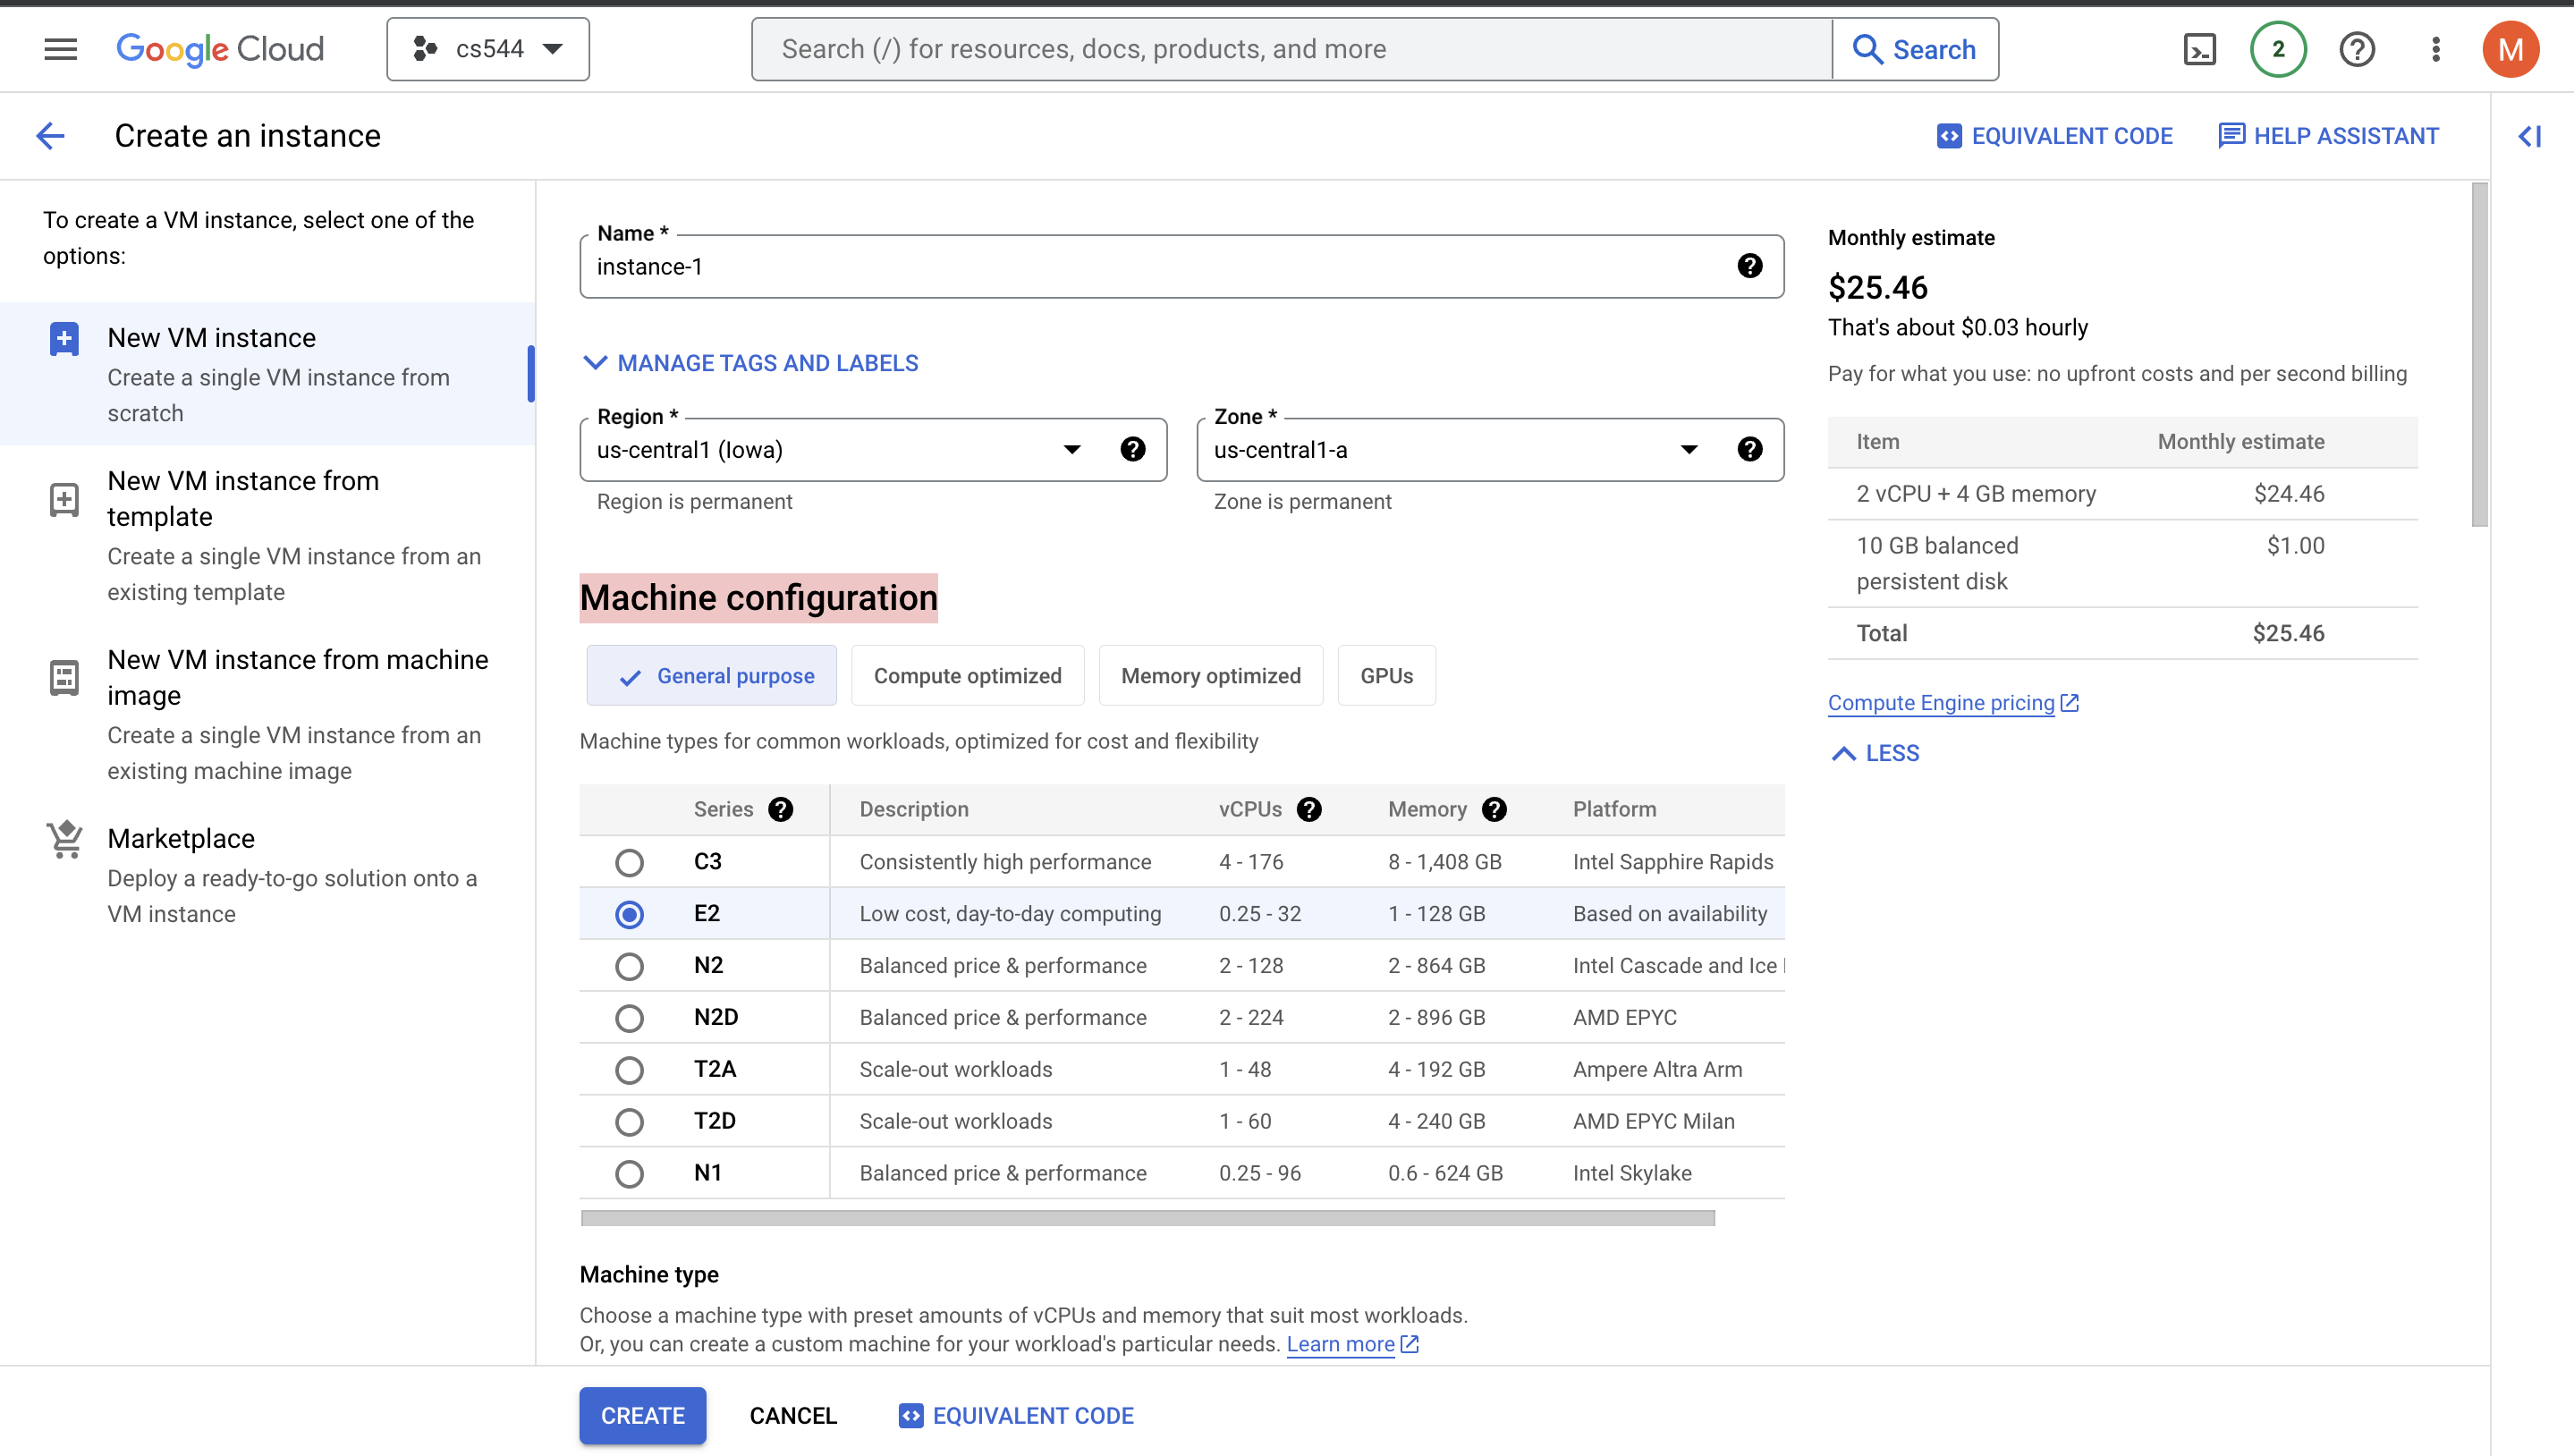 Google Cloud
cs544
Search (/) for resources, docs, products, and more
Search
2
M
Create an instance
EQUIVALENT CODE
HELP ASSISTANT
To create a VM instance, select one of the
options:
New VM instance
Create a single VM instance from
scratch
New VM instance from
template
Create a single VM instance from an
existing template
New VM instance from machine
image
Create a single VM instance from an
existing machine image
Marketplace
Deploy a ready-to-go solution onto a
VM instance
Name *
instance-1
MANAGE TAGS AND LABELS
Region *
us-central1 (Iowa)
Region is permanent
Zone *
us-central1-a
Zone is permanent
Machine configuration
General purpose
Compute optimized
Memory optimized
GPUs
Machine types for common workloads, optimized for cost and flexibility
Series Description vCPUs Memory Platform
C3 Consistently high performance 4 - 176 8 - 1,408 GB Intel Sapphire Rapids
E2 Low cost, day-to-day computing 0.25 - 32 1 - 128 GB Based on availability
N2 Balanced price & performance 2 - 128 2 - 864 GB Intel Cascade and Ice
N2D Balanced price & performance 2 - 224 2 - 896 GB AMD EPYC
T2A Scale-out workloads 1 - 48 4 - 192 GB Ampere Altra Arm
T2D Scale-out workloads 1 - 60 4 - 240 GB AMD EPYC Milan
N1 Balanced price & performance 0.25 - 96 0.6 - 624 GB Intel Skylake
Machine type
Choose a machine type with preset amounts of vCPUs and memory that suit most workloads.
Or, you can create a custom machine for your workload's particular needs. Learn more
CREATE
CANCEL
EQUIVALENT CODE
Monthly estimate
$25.46
That's about $0.03 hourly
Pay for what you use: no upfront costs and per second billing
Item Monthly estimate
2 vCPU + 4 GB memory $24.46
10 GB balanced $1.00
persistent disk
Total $25.46
Compute Engine pricing
LESS